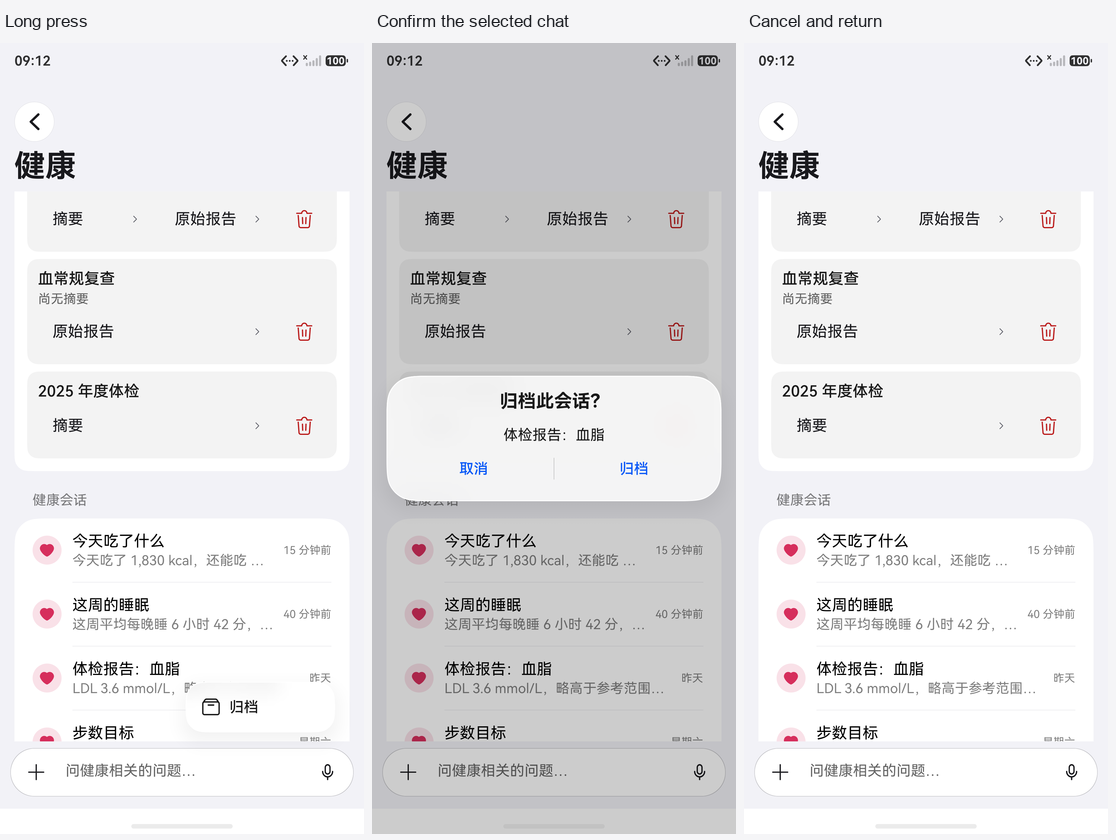 Long press
09:12
100
健康
摘要
原始报告
血常规复查
尚无摘要
原始报告
2025 年度体检
摘要
健康会话
今天吃了什么
今天吃了 1,830 kcal，还能吃 …
15 分钟前
这周的睡眠
这周平均每晚睡 6 小时 42 分，…
40 分钟前
体检报告：血脂
LDL 3.6 mmol/L，略
昨天
归档
步数目标
星期六
问健康相关的问题…
Confirm the selected chat
09:12
100
健康
摘要
原始报告
血常规复查
尚无摘要
原始报告
归档此会话？
体检报告：血脂
取消
归档
健康会话
今天吃了什么
今天吃了 1,830 kcal，还能吃 …
15 分钟前
这周的睡眠
这周平均每晚睡 6 小时 42 分，…
40 分钟前
体检报告：血脂
LDL 3.6 mmol/L，略高于参考范围…
昨天
步数目标
星期六
问健康相关的问题…
Cancel and return
09:12
100
健康
摘要
原始报告
血常规复查
尚无摘要
原始报告
2025 年度体检
摘要
健康会话
今天吃了什么
今天吃了 1,830 kcal，还能吃 …
15 分钟前
这周的睡眠
这周平均每晚睡 6 小时 42 分，…
40 分钟前
体检报告：血脂
LDL 3.6 mmol/L，略高于参考范围…
昨天
步数目标
星期六
问健康相关的问题…